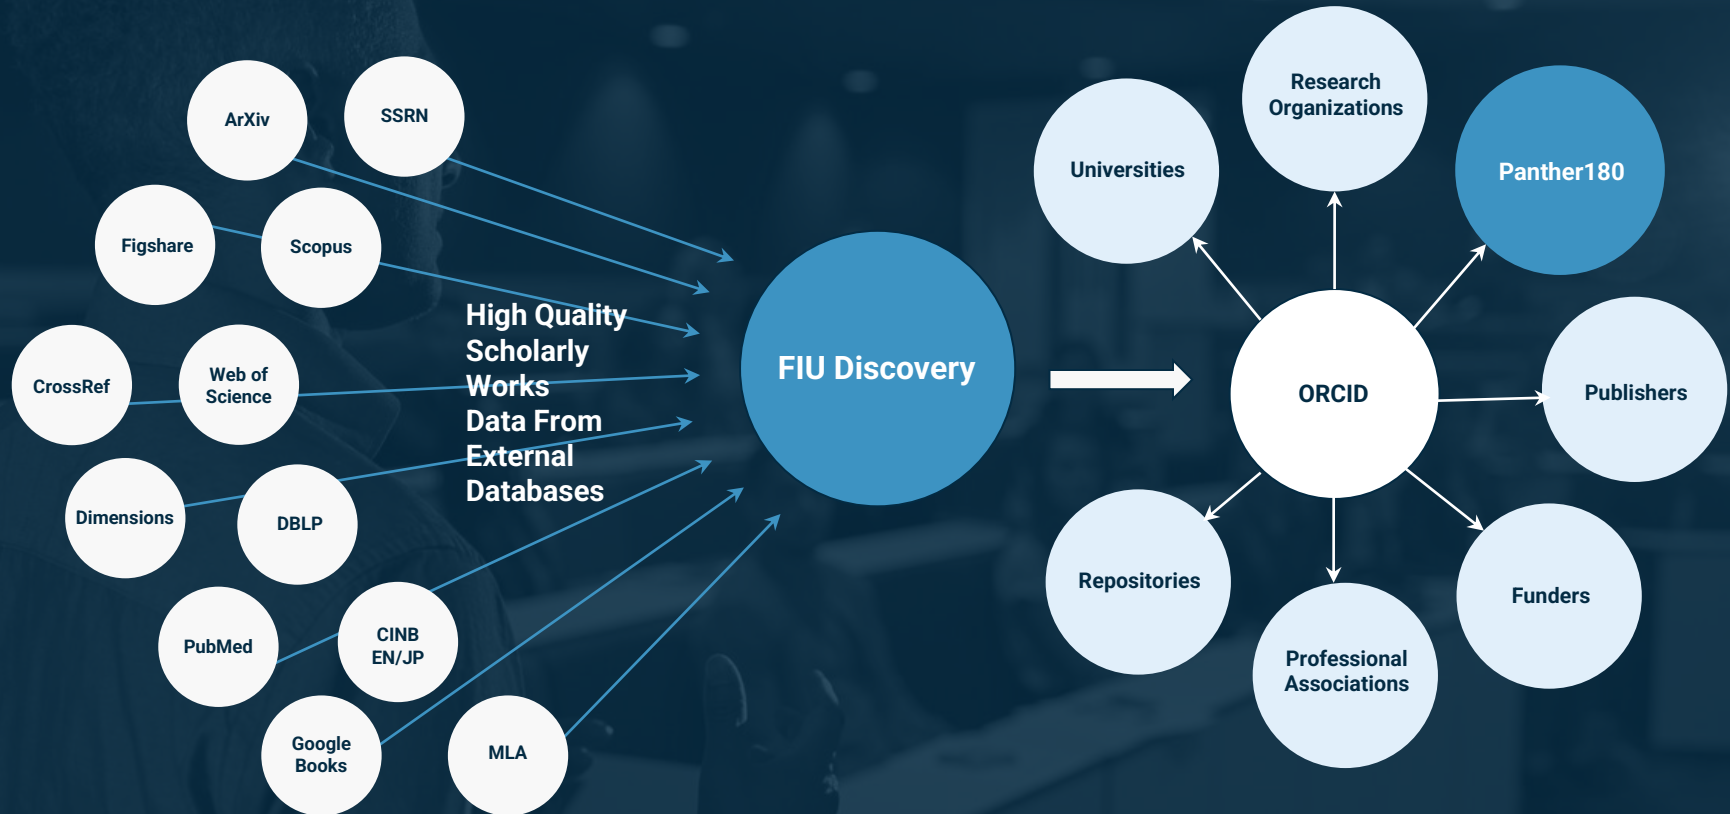 ArXiv
SSRN
Figshare
Scopus
CrossRef
Web of
Science
Dimensions
DBLP
PubMed
CINB
EN/JP
Google
Books
MLA
High Quality
Scholarly
Works
Data From
External
Databases
FIU Discovery
ORCID
Universities
Research
Organizations
Panther180
Publishers
Funders
Professional
Associations
Repositories